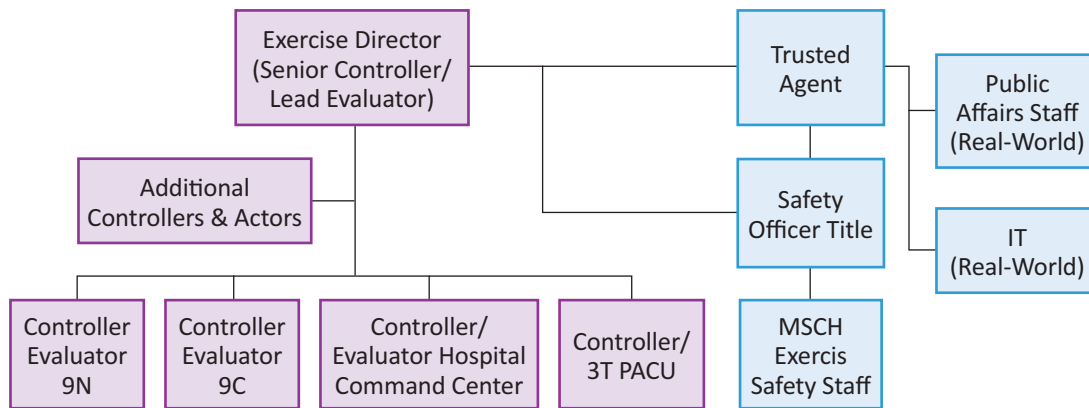 Exercise Director
(Senior Controller/
Lead Evaluator)
Trusted
Agent
Public
Affairs Staff
(Real-World)
Additional
Controllers & Actors
Safety
Officer Title
IT
(Real-World)
Controller
Evaluator
9N
Controller
Evaluator
9C
Controller/
Evaluator Hospital
Command Center
Controller/
3T PACU
MSCH
Exercis
Safety Staff